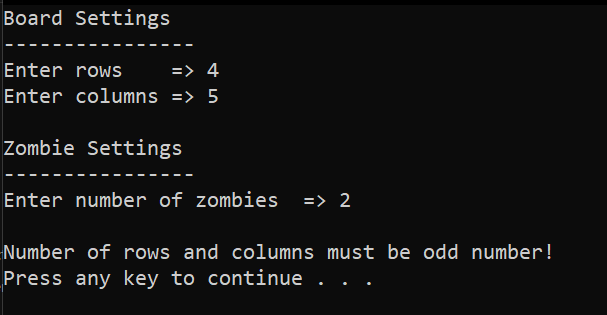 Board Settings
----------------
Enter rows    => 4
Enter columns => 5
Zombie Settings
----------------
Enter number of zombies  => 2
Number of rows and columns must be odd number!
Press any key to continue . . .